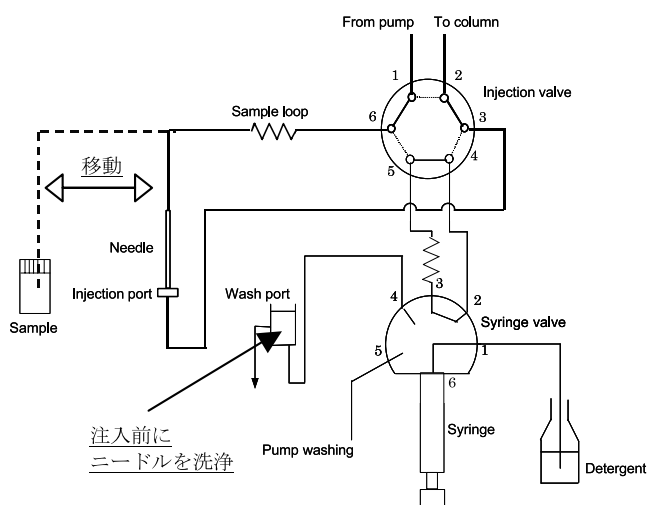 From pump
To column
1
2
Injection valve
Sample loop
6
3
5
4
移動
Needle
Injection port
Sample
Wash port
3
4
2
Syringe valve
5
1
6
注入前に
ニードルを洗浄
Pump washing
Syringe
Detergent